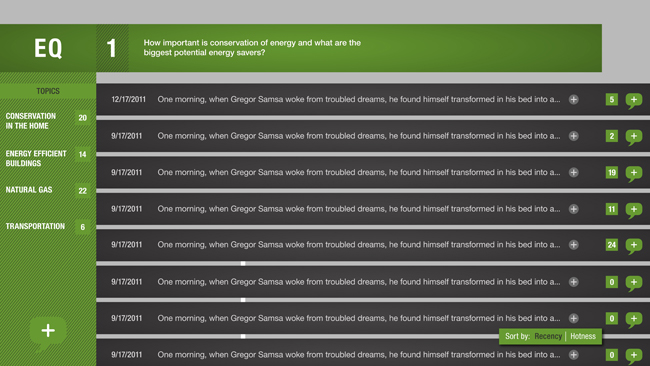 EQ
1
How important is conservation of energy and what are the
biggest potential energy savers?
TOPICS
CONSERVATION
IN THE HOME
20
ENERGY EFFICIENT
BUILDINGS
14
NATURAL GAS
22
TRANSPORTATION
6
+
12/17/2011 One morning, when Gregor Samsa woke from troubled dreams, he found himself transformed in his bed into a... + 5 +
9/17/2011 One morning, when Gregor Samsa woke from troubled dreams, he found himself transformed in his bed into a... + 2 +
9/17/2011 One morning, when Gregor Samsa woke from troubled dreams, he found himself transformed in his bed into a... + 19 +
9/17/2011 One morning, when Gregor Samsa woke from troubled dreams, he found himself transformed in his bed into a... + 11 +
9/17/2011 One morning, when Gregor Samsa woke from troubled dreams, he found himself transformed in his bed into a... + 24 +
9/17/2011 One morning, when Gregor Samsa woke from troubled dreams, he found himself transformed in his bed into a... + 0 +
9/17/2011 One morning, when Gregor Samsa woke from troubled dreams, he found himself transformed in his bed into a... + 0 +
Sort by: Recency | Hotness
9/17/2011 One morning, when Gregor Samsa woke from troubled dreams, he found himself transformed in his bed into a... + 0 +